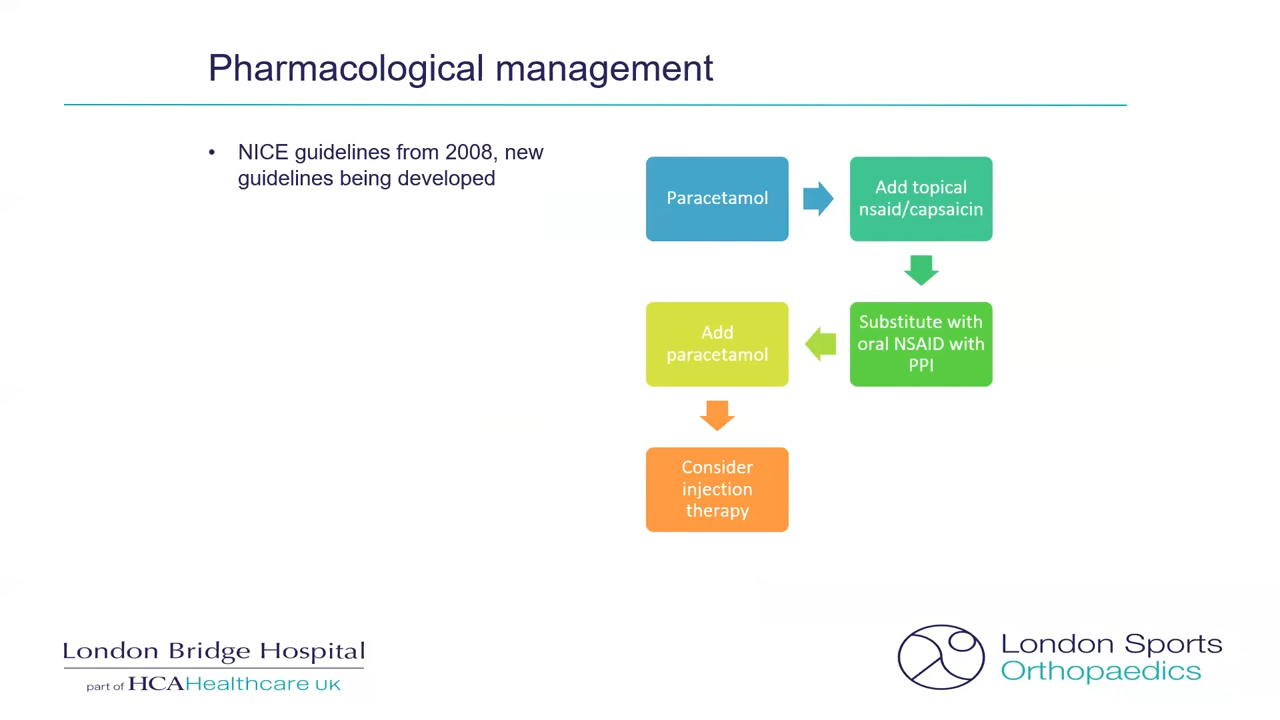 Pharmacological management
• NICE guidelines from 2008, new
guidelines being developed
Paracetamol
Add topical
nsaid/capsaicin
Substitute with
oral NSAID with
PPI
Add
paracetamol
Consider
injection
therapy
London Bridge Hospital
part of HCAHealthcare UK
London Sports
Orthopaedics